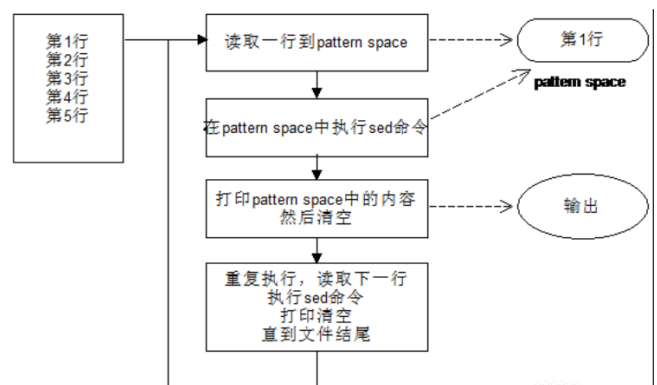 第1行
第2行
第3行
第4行
第5行
读取一行到pattern space
第1行
pattern space
在pattern space中执行sed命令
打印pattern space中的内容
然后清空
输出
重复执行，读取下一行
执行sed命令
打印清空
直到文件结尾